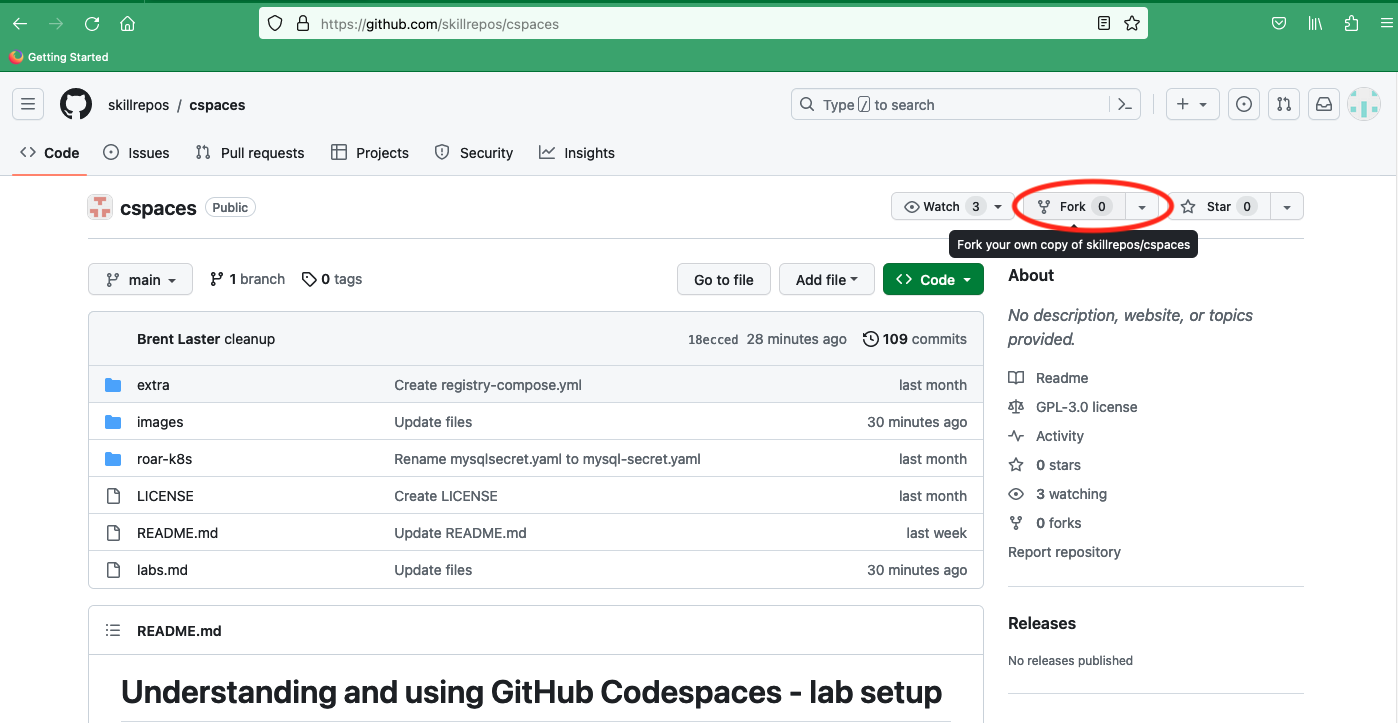 https://github.com/skillrepos/cspaces
Getting Started
skillrepos / cspaces
Type / to search
Code Issues Pull requests Projects Security Insights
cspaces Public
Watch 3 Fork 0 Star 0
Fork your own copy of skillrepos/cspaces
main 1 branch 0 tags Go to file Add file Code
Brent Laster cleanup 18ecced 28 minutes ago 109 commits
extra Create registry-compose.yml last month
images Update files 30 minutes ago
roar-k8s Rename mysqlsecret.yaml to mysql-secret.yaml last month
LICENSE Create LICENSE last month
README.md Update README.md last week
labs.md Update files 30 minutes ago
README.md
Understanding and using GitHub Codespaces - lab setup
About
No description, website, or topics
provided.
Readme
GPL-3.0 license
Activity
0 stars
3 watching
0 forks
Report repository
Releases
No releases published